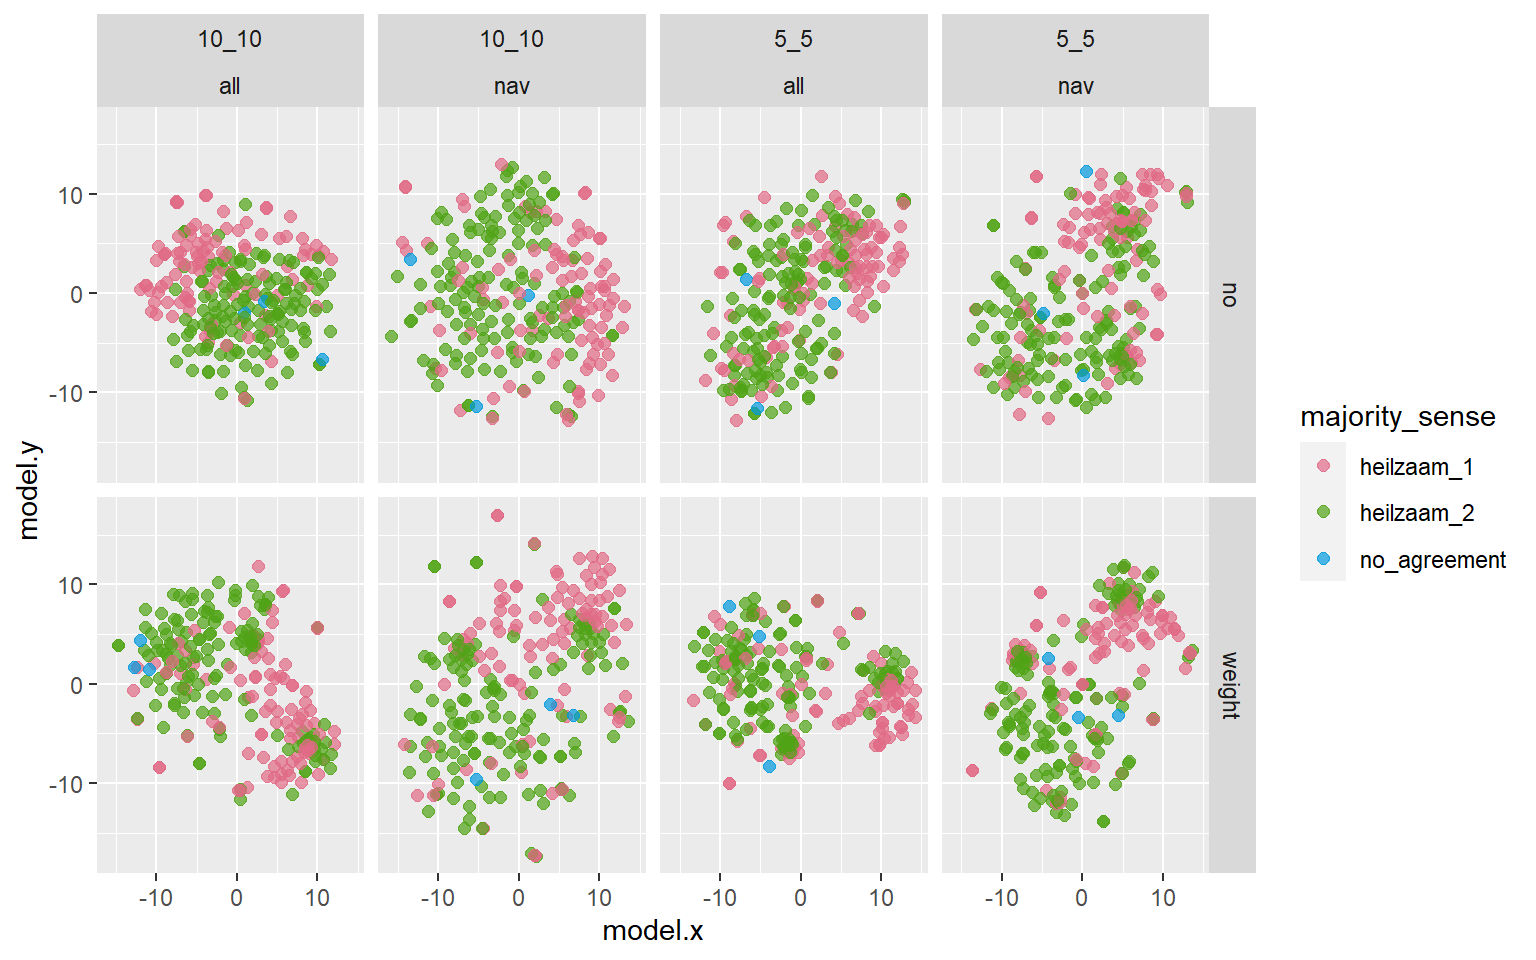 10_10 10_10 5_5 5_5
all nav all nav
10
0
-10
no
10
0
-10
weight
-10 0 10 -10 0 10 -10 0 10 -10 0 10
model.x
model.y
majority_sense
heilzaam_1
heilzaam_2
no_agreement